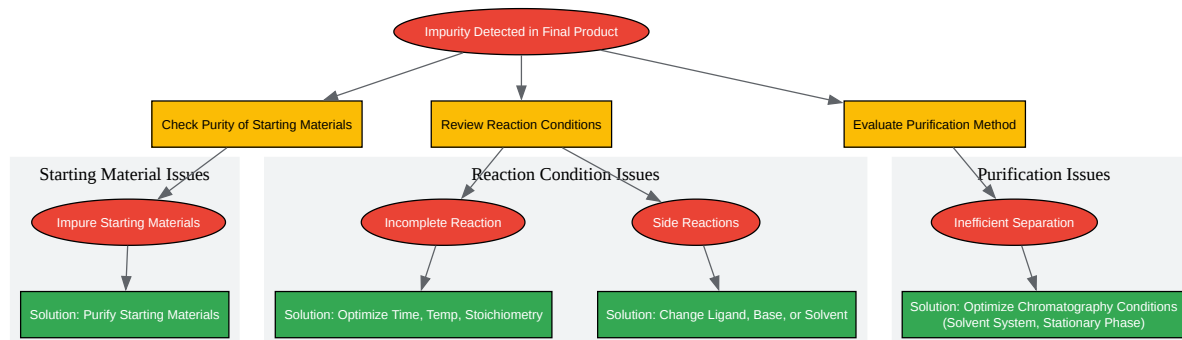 Impurity Detected in Final Product
Check Purity of Starting Materials
Review Reaction Conditions
Evaluate Purification Method
Starting Material Issues
Reaction Condition Issues
Purification Issues
Impure Starting Materials
Incomplete Reaction
Side Reactions
Inefficient Separation
Solution: Purify Starting Materials
Solution: Optimize Time, Temp, Stoichiometry
Solution: Change Ligand, Base, or Solvent
Solution: Optimize Chromatography Conditions
(Solvent System, Stationary Phase)